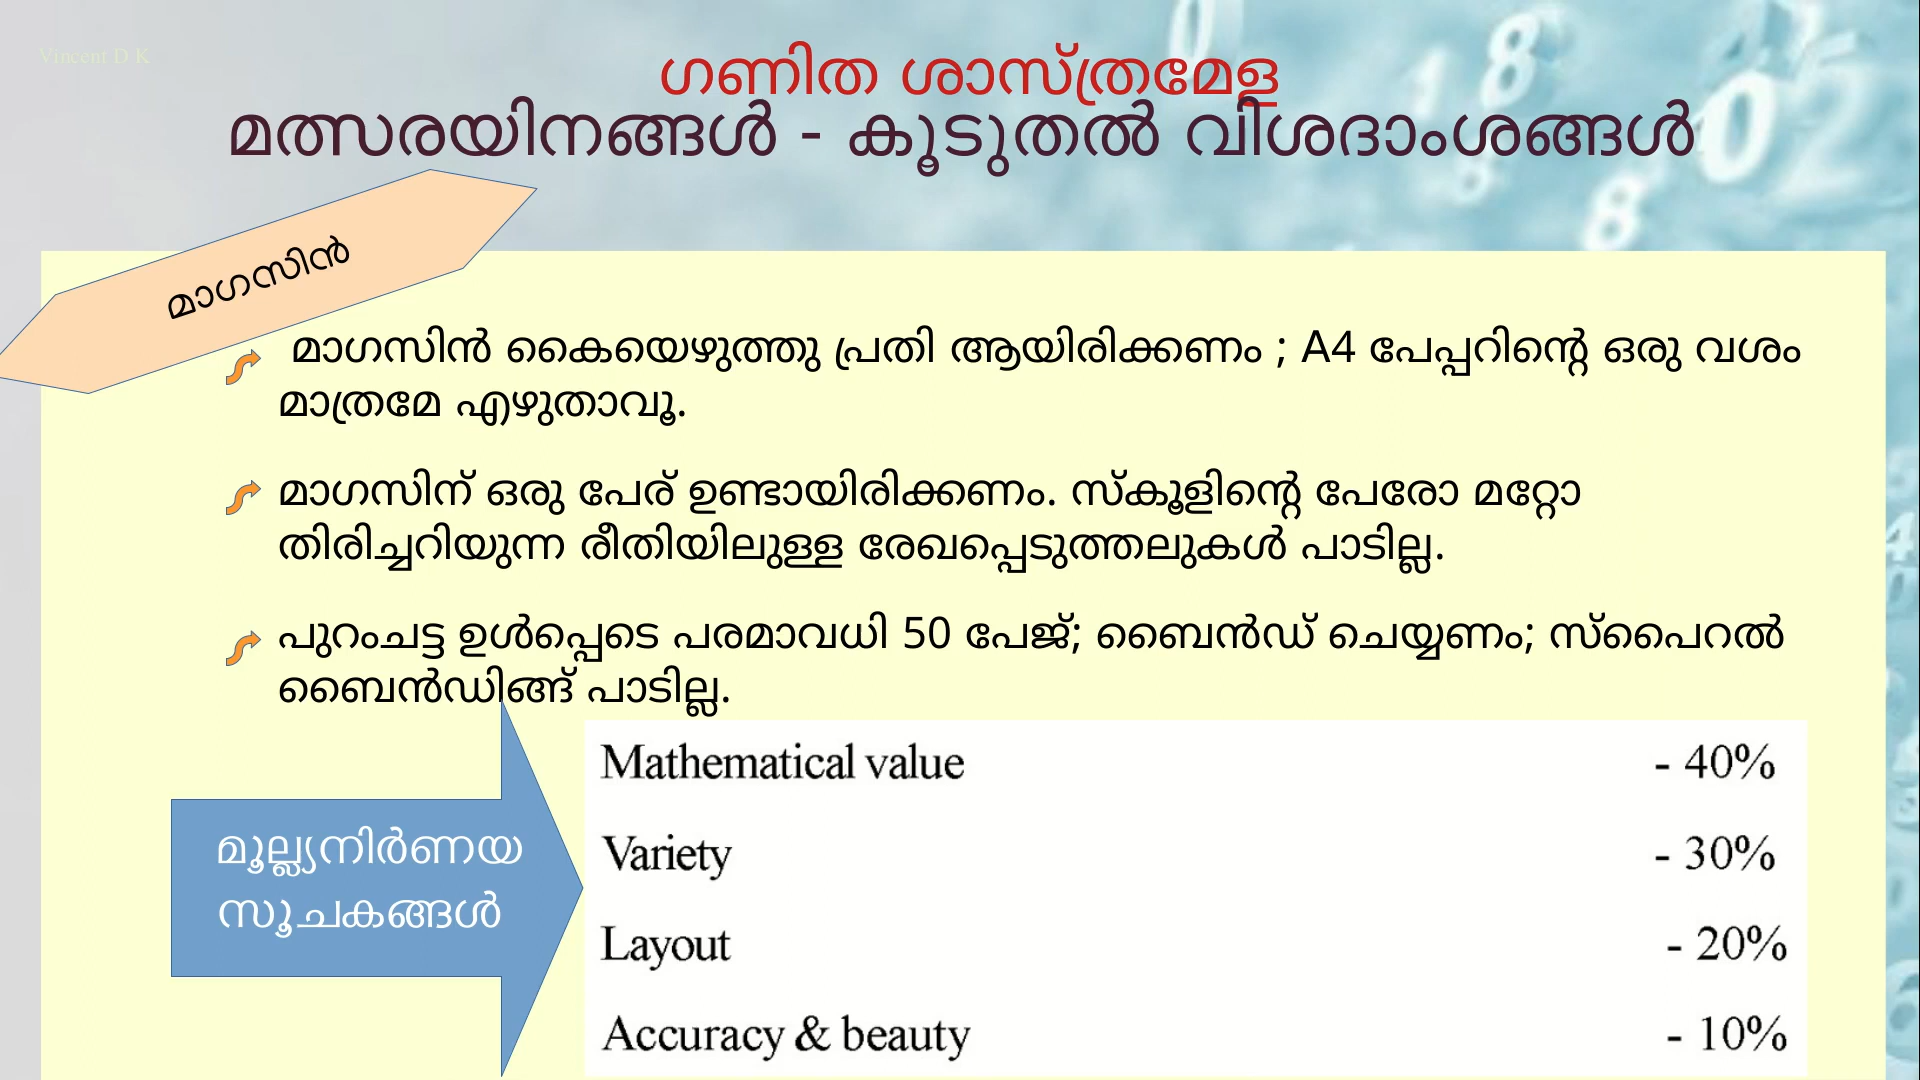 Vincent D K
ഗണിത ശാസ്ത്രമേള
മത്സരയിനങ്ങൾ - കൂടുതൽ വിശദാംശങ്ങൾ
മാഗസിൻ
മാഗസിൻ കൈയെഴുത്തു പ്രതി ആയിരിക്കണം ; A4 പേപ്പറിന്റെ ഒരു വശം
മാത്രമേ എഴുതാവൂ.
മാഗസിന് ഒരു പേര് ഉണ്ടായിരിക്കണം. സ്കൂളിന്റെ പേരോ മറ്റോ
തിരിച്ചറിയുന്ന രീതിയിലുള്ള രേഖപ്പെടുത്തലുകൾ പാടില്ല.
പുറംചട്ട ഉൾപ്പെടെ പരമാവധി 50 പേജ്; ബൈൻഡ് ചെയ്യണം; സ്പൈറൽ
ബൈൻഡിങ്ങ് പാടില്ല.
മൂല്ല്യനിർണയ
സൂചകങ്ങൾ
Mathematical value - 40%
Variety - 30%
Layout - 20%
Accuracy & beauty - 10%